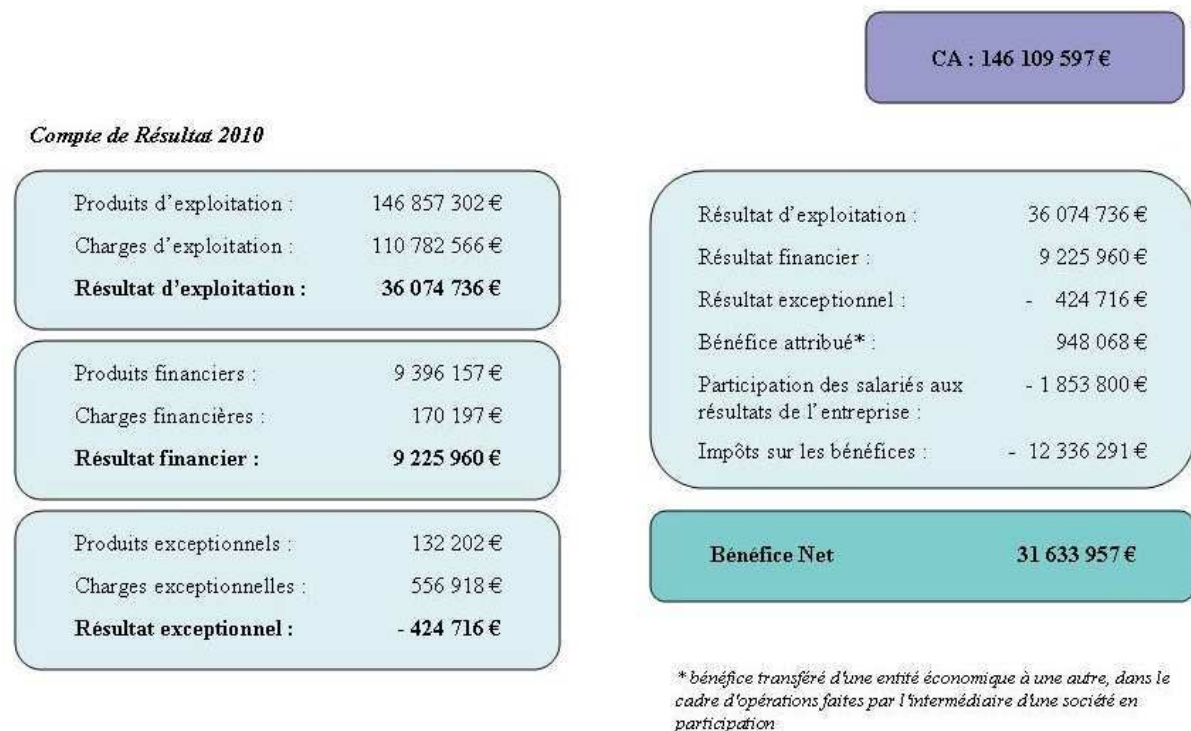 CA : 146 109 597 €
Compte de Résultat 2010
Produits d'exploitation : 146 857 302 €
Charges d'exploitation : 110 782 566 €
Résultat d'exploitation : 36 074 736 €
Produits financiers : 9 396 157 €
Charges financières : 170 197 €
Résultat financier : 9 225 960 €
Produits exceptionnels : 132 202 €
Charges exceptionnelles : 556 918 €
Résultat exceptionnel : - 424 716 €
Résultat d'exploitation : 36 074 736 €
Résultat financier : 9 225 960 €
Résultat exceptionnel : - 424 716 €
Bénéfice attribué* : 948 068 €
Participation des salariés aux - 1 853 800 €
résultats de l'entreprise :
Impôts sur les bénéfices : - 12 336 291 €
Bénéfice Net 31 633 957 €
* bénéfice transféré d'une entité économique à une autre, dans le
cadre d'opérations faites par l'intermédiaire d'une société en
participation